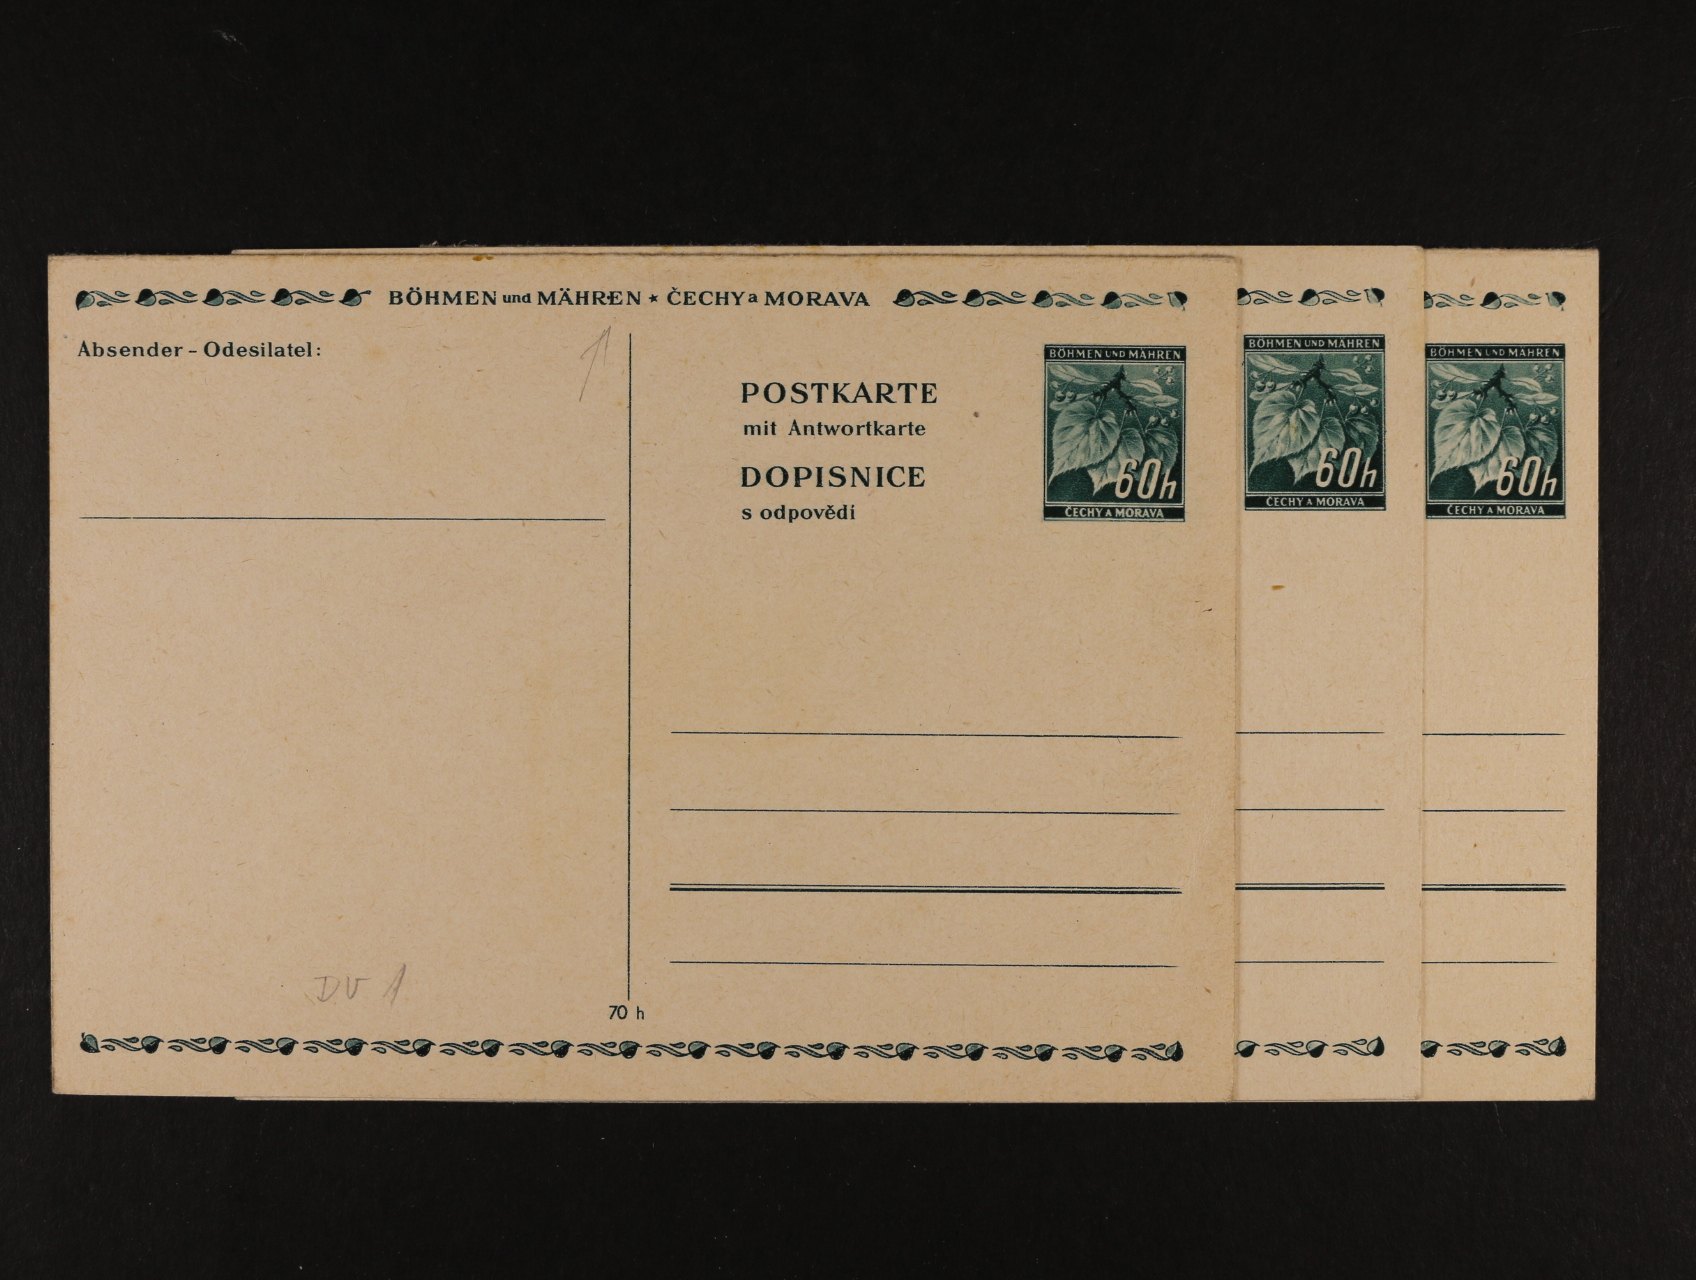 BÖHMEN und MÄHREN ★ ČECHY a MORAVA
Absender - Odesilatel:
POSTKARTE
mit Antwortkarte
DOPISNICE
s odpovědí
BÖHMEN UND MÄHREN
60h
ČECHY A MORAVA
BÖHMEN UND MÄHREN
60h
ČECHY A MORAVA
BÖHMEN UND MÄHREN
60h
ČECHY A MORAVA
DV 1
70 h